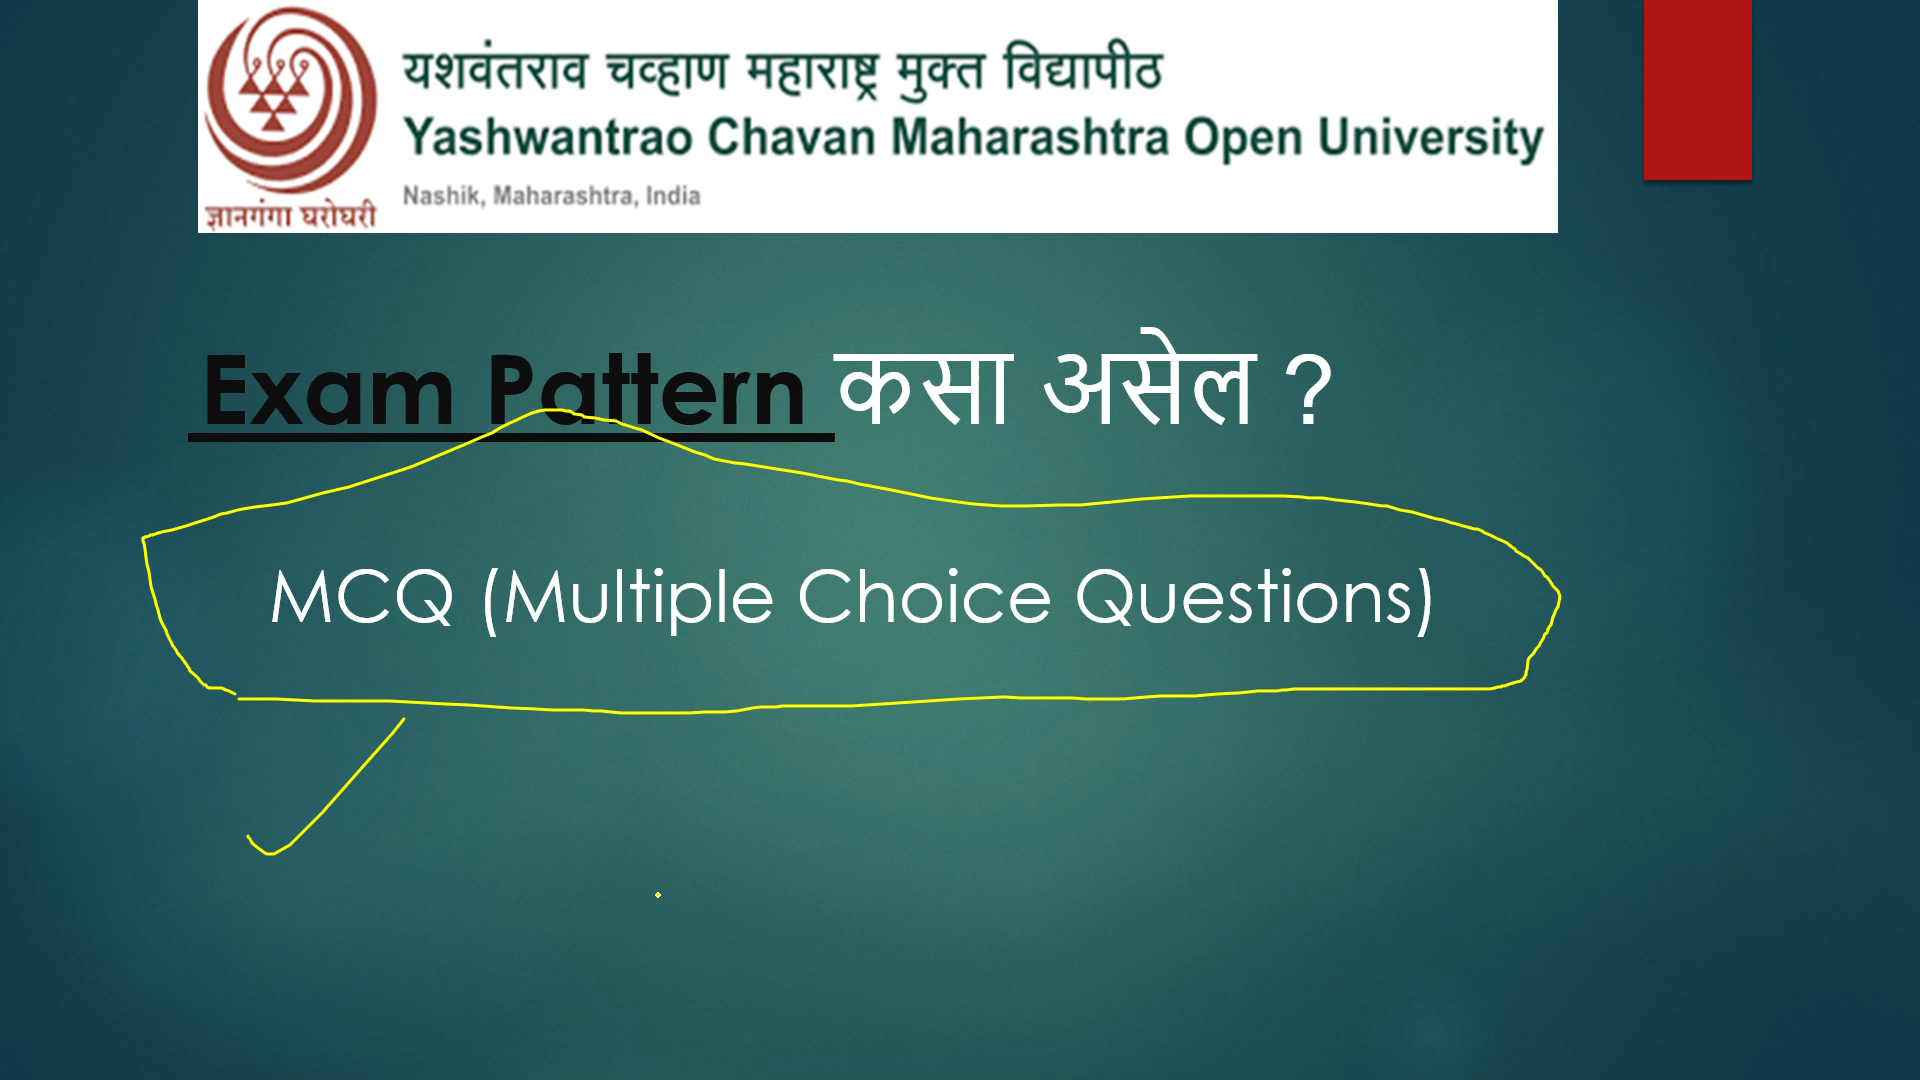 यशवंतराव चव्हाण महाराष्ट्र मुक्त विद्यापीठ
Yashwantrao Chavan Maharashtra Open University
Nashik, Maharashtra, India
ज्ञानगंगा घरोघरी
Exam Pattern कसा असेल ?
MCQ (Multiple Choice Questions)